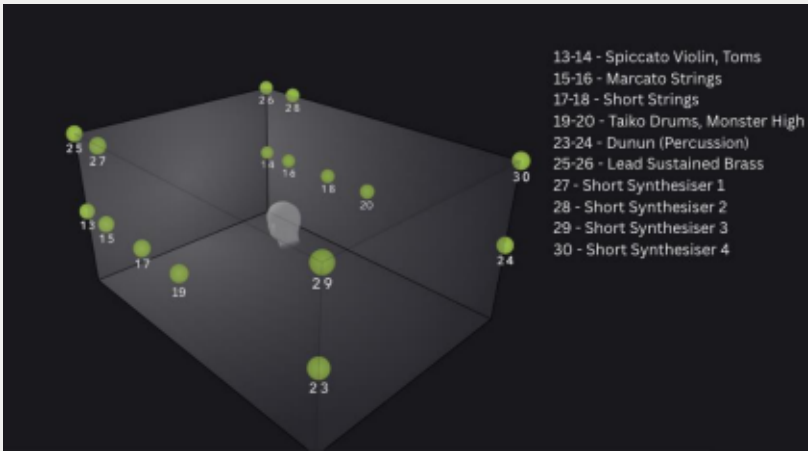 26 28
25 27
30
14 16 18 20
13 15 17 19
24
29
23
13-14 - Spiccato Violin, Toms
15-16 - Marcato Strings
17-18 - Short Strings
19-20 - Taiko Drums, Monster High
23-24 - Dunun (Percussion)
25-26 - Lead Sustained Brass
27 - Short Synthesiser 1
28 - Short Synthesiser 2
29 - Short Synthesiser 3
30 - Short Synthesiser 4